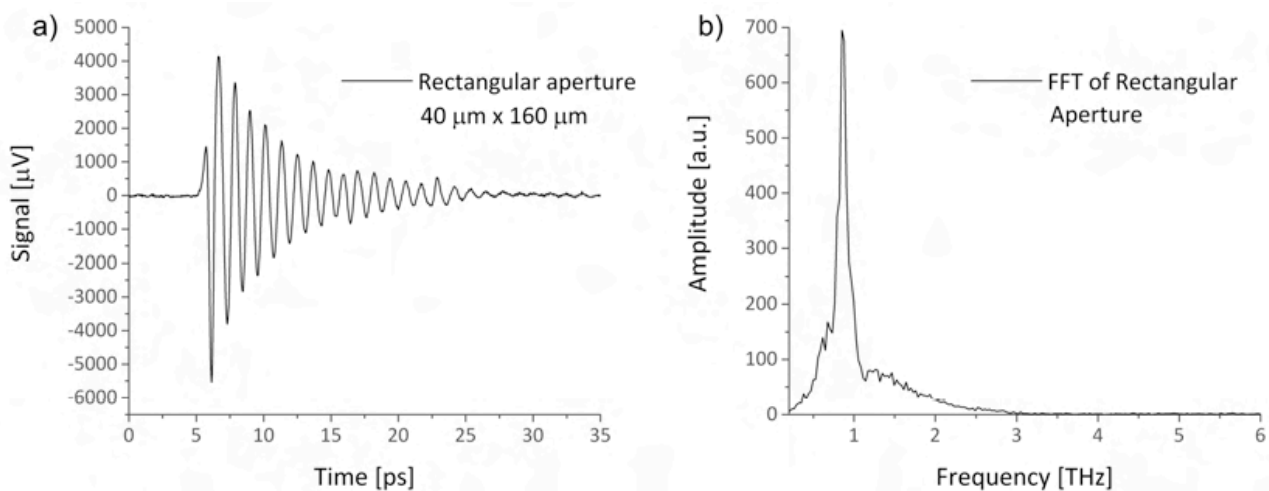 a)
5000
4000
3000
2000
1000
0
-1000
-2000
-3000
-4000
-5000
-6000
Signal [μV]
Rectangular aperture
40 μm x 160 μm
0 5 10 15 20 25 30 35
Time [ps]
b)
700
600
500
400
300
200
100
0
Amplitude [a.u.]
FFT of Rectangular
Aperture
1 2 3 4 5 6
Frequency [THz]